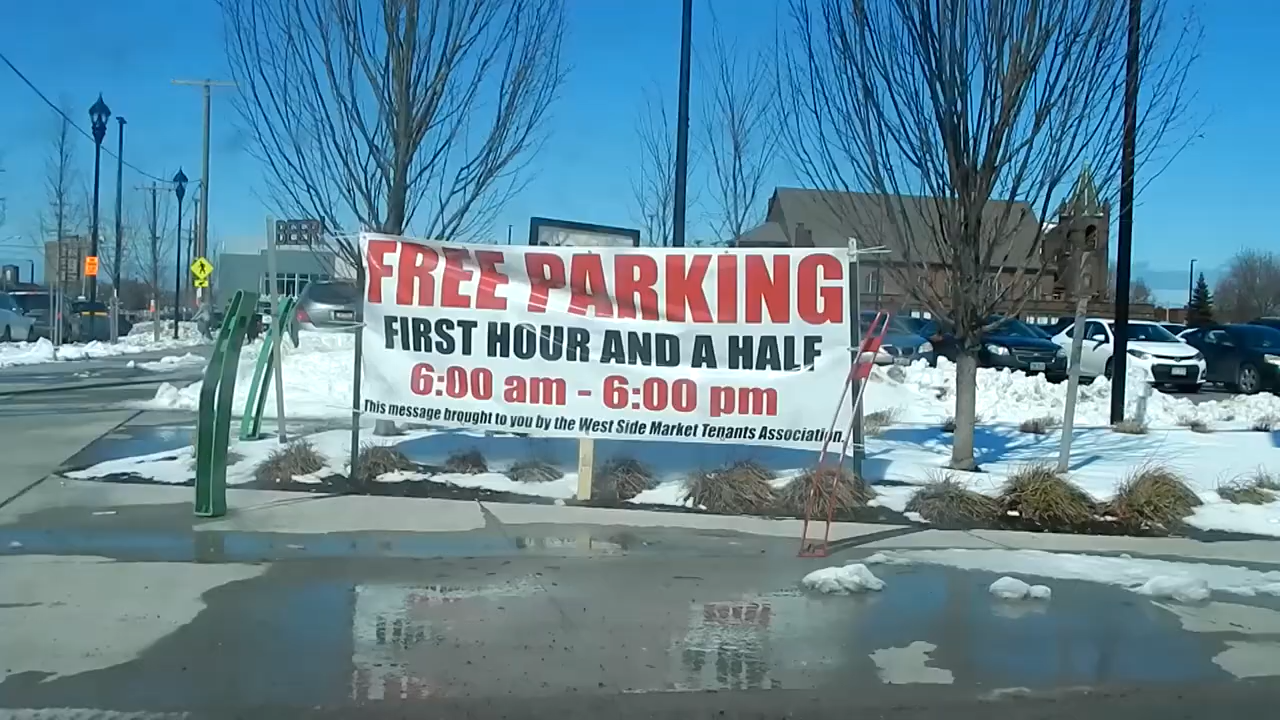 BEER
FREE PARKING
FIRST HOUR AND A HALF
6:00 am - 6:00 pm
This message brought to you by the West Side Market Tenants Association.